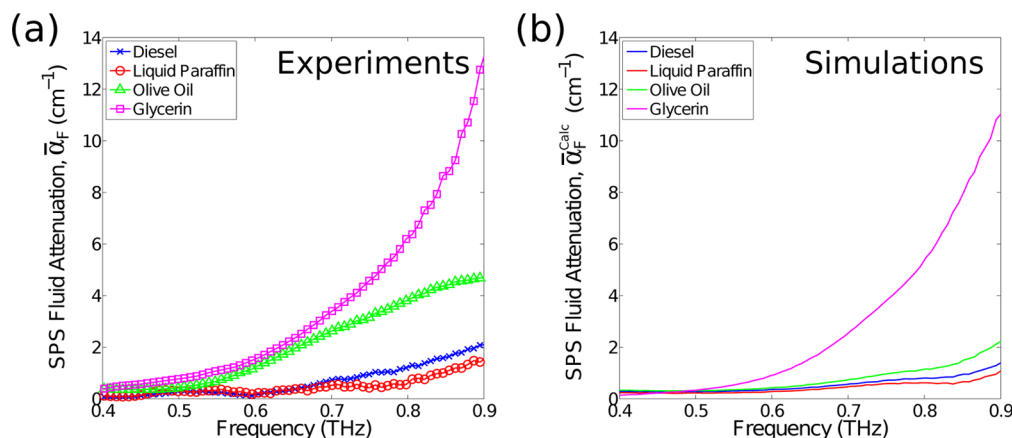 (a)
SPS Fluid Attenuation, ᾱF (cm⁻¹)
14
12
10
8
6
4
2
0
Diesel
Liquid Paraffin
Olive Oil
Glycerin
Experiments
0.4 0.5 0.6 0.7 0.8 0.9
Frequency (THz)
(b)
SPS Fluid Attenuation, ᾱF^Calc (cm⁻¹)
14
12
10
8
6
4
2
0
Diesel
Liquid Paraffin
Olive Oil
Glycerin
Simulations
0.4 0.5 0.6 0.7 0.8 0.9
Frequency (THz)